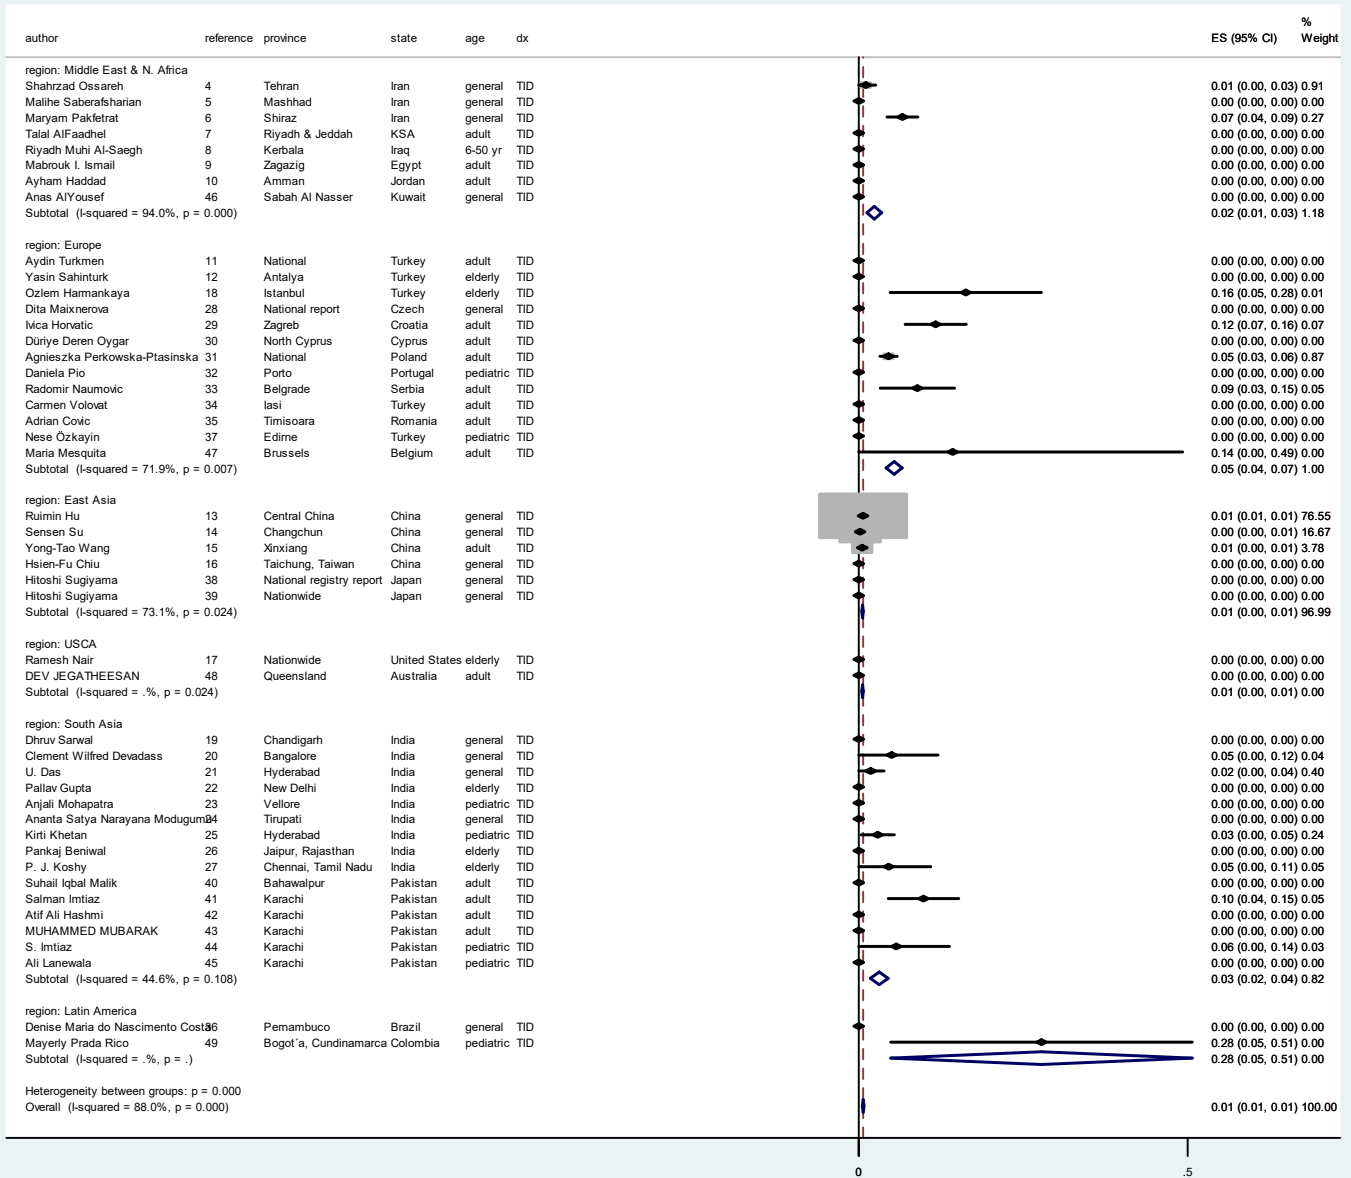 %
author reference province state age dx ES (95% CI) Weight
region: Middle East & N. Africa
Shahrzad Ossareh 4 Tehran Iran general TID 0.01 (0.00, 0.03) 0.91
Malihe Saberafsharian 5 Mashhad Iran general TID 0.00 (0.00, 0.00) 0.00
Maryam Pakfetrat 6 Shiraz Iran general TID 0.07 (0.04, 0.09) 0.27
Talal AlFaadhel 7 Riyadh & Jeddah KSA adult TID 0.00 (0.00, 0.00) 0.00
Riyadh Muhi Al-Saegh 8 Kerbala Iraq 6-50 yr TID 0.00 (0.00, 0.00) 0.00
Mabrouk I. Ismail 9 Zagazig Egypt adult TID 0.00 (0.00, 0.00) 0.00
Ayham Haddad 10 Amman Jordan adult TID 0.00 (0.00, 0.00) 0.00
Anas AlYousef 46 Sabah Al Nasser Kuwait general TID 0.00 (0.00, 0.00) 0.00
Subtotal (I-squared = 94.0%, p = 0.000) 0.02 (0.01, 0.03) 1.18
region: Europe
Aydin Turkmen 11 National Turkey adult TID 0.00 (0.00, 0.00) 0.00
Yasin Sahinturk 12 Antalya Turkey elderly TID 0.00 (0.00, 0.00) 0.00
Ozlem Harmankaya 18 Istanbul Turkey elderly TID 0.16 (0.05, 0.28) 0.01
Dita Maixnerova 28 National report Czech general TID 0.00 (0.00, 0.00) 0.00
Ivica Horvatic 29 Zagreb Croatia adult TID 0.12 (0.07, 0.16) 0.07
Düriye Deren Oygar 30 North Cyprus Cyprus adult TID 0.00 (0.00, 0.00) 0.00
Agnieszka Perkowska-Ptasinska 31 National Poland adult TID 0.05 (0.03, 0.06) 0.87
Daniela Pio 32 Porto Portugal pediatric TID 0.00 (0.00, 0.00) 0.00
Radomir Naumovic 33 Belgrade Serbia adult TID 0.09 (0.03, 0.15) 0.05
Carmen Volovat 34 Iasi Turkey adult TID 0.00 (0.00, 0.00) 0.00
Adrian Covic 35 Timisoara Romania adult TID 0.00 (0.00, 0.00) 0.00
Nese Özkayin 37 Edirne Turkey pediatric TID 0.00 (0.00, 0.00) 0.00
Maria Mesquita 47 Brussels Belgium adult TID 0.14 (0.00, 0.49) 0.00
Subtotal (I-squared = 71.9%, p = 0.007) 0.05 (0.04, 0.07) 1.00
region: East Asia
Ruimin Hu 13 Central China China general TID 0.01 (0.01, 0.01) 76.55
Sensen Su 14 Changchun China general TID 0.00 (0.00, 0.01) 16.67
Yong-Tao Wang 15 Xinxiang China adult TID 0.01 (0.00, 0.01) 3.78
Hsien-Fu Chiu 16 Taichung, Taiwan China general TID 0.00 (0.00, 0.00) 0.00
Hitoshi Sugiyama 38 National registry report Japan general TID 0.00 (0.00, 0.00) 0.00
Hitoshi Sugiyama 39 Nationwide Japan general TID 0.00 (0.00, 0.00) 0.00
Subtotal (I-squared = 73.1%, p = 0.024) 0.01 (0.00, 0.01) 96.99
region: USCA
Ramesh Nair 17 Nationwide United States elderly TID 0.00 (0.00, 0.00) 0.00
DEV JEGATHEESAN 48 Queensland Australia adult TID 0.00 (0.00, 0.00) 0.00
Subtotal (I-squared = .%, p = 0.024) 0.01 (0.00, 0.01) 0.00
region: South Asia
Dhruv Sarwal 19 Chandigarh India general TID 0.00 (0.00, 0.00) 0.00
Clement Wilfred Devadass 20 Bangalore India general TID 0.05 (0.00, 0.12) 0.04
U. Das 21 Hyderabad India general TID 0.02 (0.00, 0.04) 0.40
Pallav Gupta 22 New Delhi India elderly TID 0.00 (0.00, 0.00) 0.00
Anjali Mohapatra 23 Vellore India pediatric TID 0.00 (0.00, 0.00) 0.00
Ananta Satya Narayana Modugumu 24 Tirupati India general TID 0.00 (0.00, 0.00) 0.00
Kirti Khetan 25 Hyderabad India pediatric TID 0.03 (0.00, 0.05) 0.24
Pankaj Beniwal 26 Jaipur, Rajasthan India elderly TID 0.00 (0.00, 0.00) 0.00
P. J. Koshy 27 Chennai, Tamil Nadu India elderly TID 0.05 (0.00, 0.11) 0.05
Suhail Iqbal Malik 40 Bahawalpur Pakistan adult TID 0.00 (0.00, 0.00) 0.00
Salman Imtiaz 41 Karachi Pakistan adult TID 0.10 (0.04, 0.15) 0.05
Atif Ali Hashmi 42 Karachi Pakistan adult TID 0.00 (0.00, 0.00) 0.00
MUHAMMED MUBARAK 43 Karachi Pakistan adult TID 0.00 (0.00, 0.00) 0.00
S. Imtiaz 44 Karachi Pakistan pediatric TID 0.06 (0.00, 0.14) 0.03
Ali Lanewala 45 Karachi Pakistan pediatric TID 0.00 (0.00, 0.00) 0.00
Subtotal (I-squared = 44.6%, p = 0.108) 0.03 (0.02, 0.04) 0.82
region: Latin America
Denise Maria do Nascimento Costa 36 Pernambuco Brazil general TID 0.00 (0.00, 0.00) 0.00
Mayerly Prada Rico 49 Bogot´a, Cundinamarca Colombia pediatric TID 0.28 (0.05, 0.51) 0.00
Subtotal (I-squared = .%, p = .) 0.28 (0.05, 0.51) 0.00
Heterogeneity between groups: p = 0.000
Overall (I-squared = 88.0%, p = 0.000) 0.01 (0.01, 0.01) 100.00
0 .5